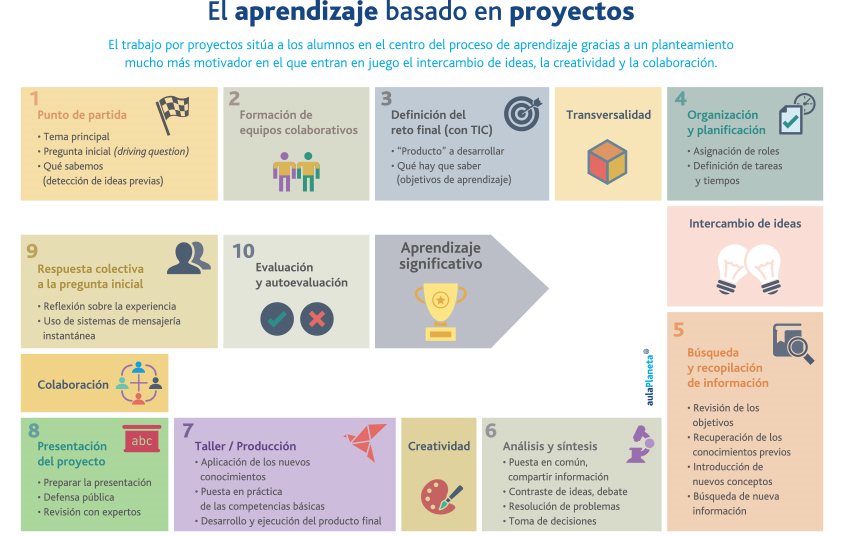 El aprendizaje basado en proyectos
El trabajo por proyectos sitúa a los alumnos en el centro del proceso de aprendizaje gracias a un planteamiento
mucho más motivador en el que entran en juego el intercambio de ideas, la creatividad y la colaboración.
1
Punto de partida
• Tema principal
• Pregunta inicial (driving question)
• Qué sabemos
(detección de ideas previas)
2
Formación de
equipos colaborativos
3
Definición del
reto final (con TIC)
• "Producto" a desarrollar
• Qué hay que saber
(objetivos de aprendizaje)
Transversalidad
4
Organización
y planificación
• Asignación de roles
• Definición de tareas
y tiempos
Intercambio de ideas
5
Búsqueda
y recopilación
de información
• Revisión de los
objetivos
• Recuperación de los
conocimientos previos
• Introducción de
nuevos conceptos
• Búsqueda de nueva
información
6
Análisis y síntesis
• Puesta en común,
compartir información
• Contraste de ideas, debate
• Resolución de problemas
• Toma de decisiones
Creatividad
7
Taller / Producción
• Aplicación de los nuevos
conocimientos
• Puesta en práctica
de las competencias básicas
• Desarrollo y ejecución del producto final
8
abc
Presentación
del proyecto
• Preparar la presentación
• Defensa pública
• Revisión con expertos
Colaboración
9
Respuesta colectiva
a la pregunta inicial
• Reflexión sobre la experiencia
• Uso de sistemas de mensajería
instantánea
10
Evaluación
y autoevaluación
Aprendizaje
significativo
aulaPlaneta